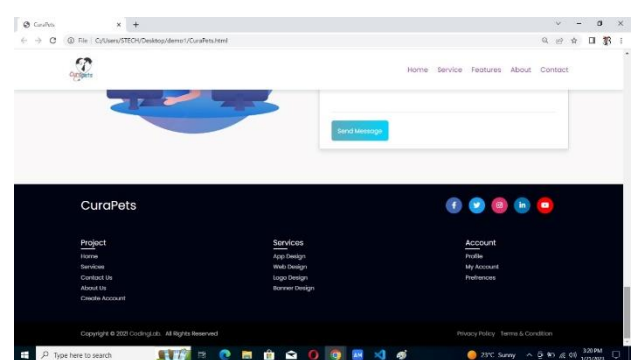 CuraPets
File | C:/Users/STECH/Desktop/demo1/CuraPets.html
CuraPets
Home Service Features About Contact
Send Message
CuraPets
Project Services Account
Home App Design Profile
Services Web Design My Account
Contact Us Logo Design Prefrences
About Us Banner Design
Create Account
Copyright © 2021 CodingLab. All Rights Reserved Privacy Policy Terms & Condition
Type here to search 23°C Sunny 3:20 PM